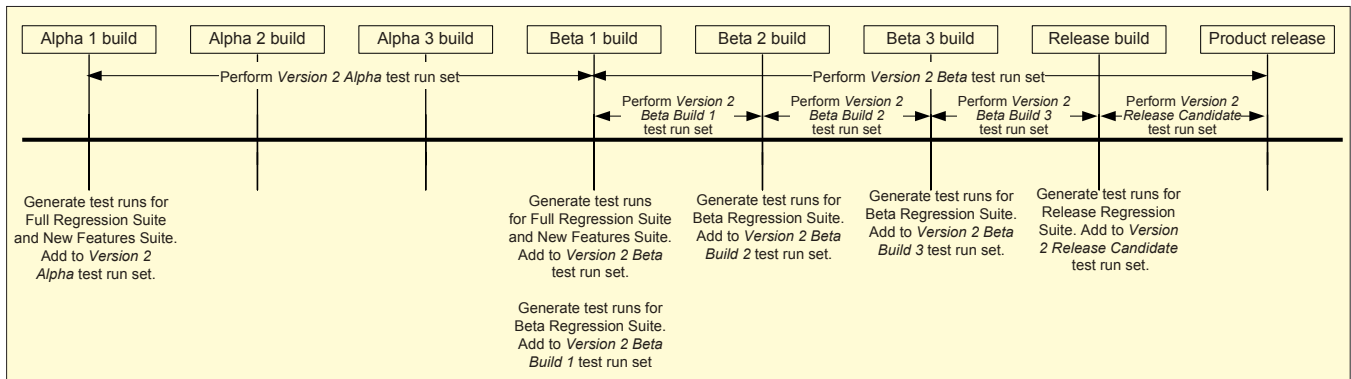 Alpha 1 build
Alpha 2 build
Alpha 3 build
Beta 1 build
Beta 2 build
Beta 3 build
Release build
Product release
Perform Version 2 Alpha test run set
Perform Version 2 Beta test run set
Perform Version 2
Beta Build 1
test run set
Perform Version 2
Beta Build 2
test run set
Perform Version 2
Beta Build 3
test run set
Perform Version 2
Release Candidate
test run set
Generate test runs for
Full Regression Suite
and New Features Suite.
Add to Version 2
Alpha test run set.
Generate test runs
for Full Regression Suite
and New Features Suite.
Add to Version 2 Beta
test run set.
Generate test runs for
Beta Regression Suite.
Add to Version 2 Beta
Build 1 test run set
Generate test runs for
Beta Regression Suite.
Add to Version 2 Beta
Build 2 test run set.
Generate test runs for
Beta Regression Suite.
Add to Version 2 Beta
Build 3 test run set.
Generate test runs for
Release Regression
Suite. Add to Version
2 Release Candidate
test run set.